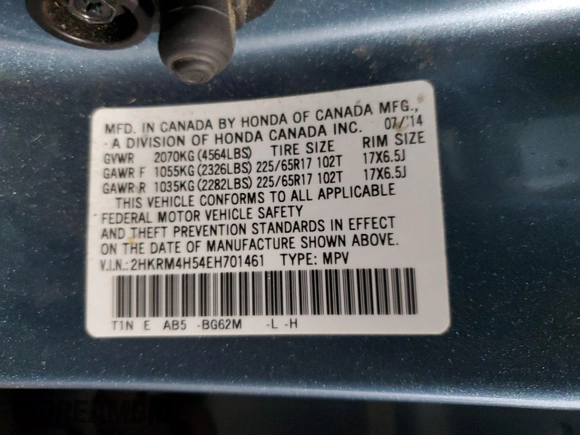 MFD. IN CANADA BY HONDA OF CANADA MFG.,
A DIVISION OF HONDA CANADA INC. 07/'14
GVWR 2070KG(4564LBS) TIRE SIZE RIM SIZE
GAWR F 1055KG(2326LBS) 225/65R17 102T 17X6.5J
GAWR R 1035KG(2282LBS) 225/65R17 102T 17X6.5J
THIS VEHICLE CONFORMS TO ALL APPLICABLE
FEDERAL MOTOR VEHICLE SAFETY
AND THEFT PREVENTION STANDARDS IN EFFECT
ON THE DATE OF MANUFACTURE SHOWN ABOVE.
V.I.N.:2HKRM4H54EH701461 TYPE: MPV
T1N E AB5 -BG62M -L -H